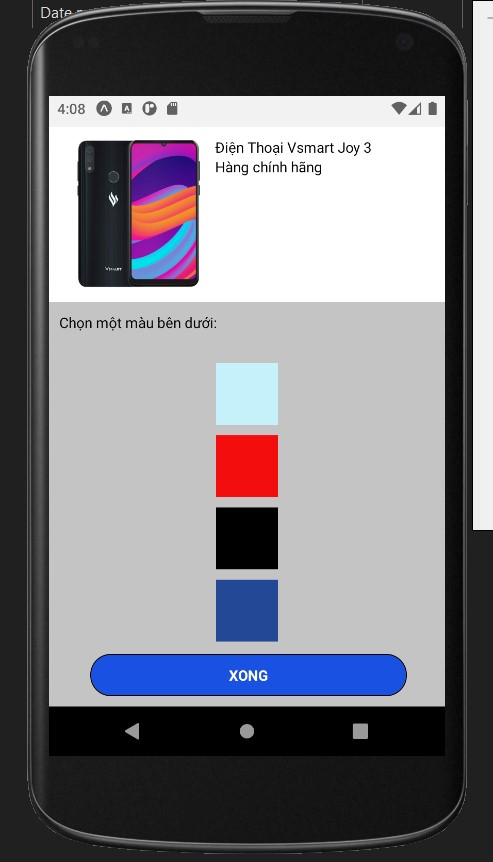 Date
4:08
Điện Thoại Vsmart Joy 3
Hàng chính hãng
VSMART
Chọn một màu bên dưới:
XONG